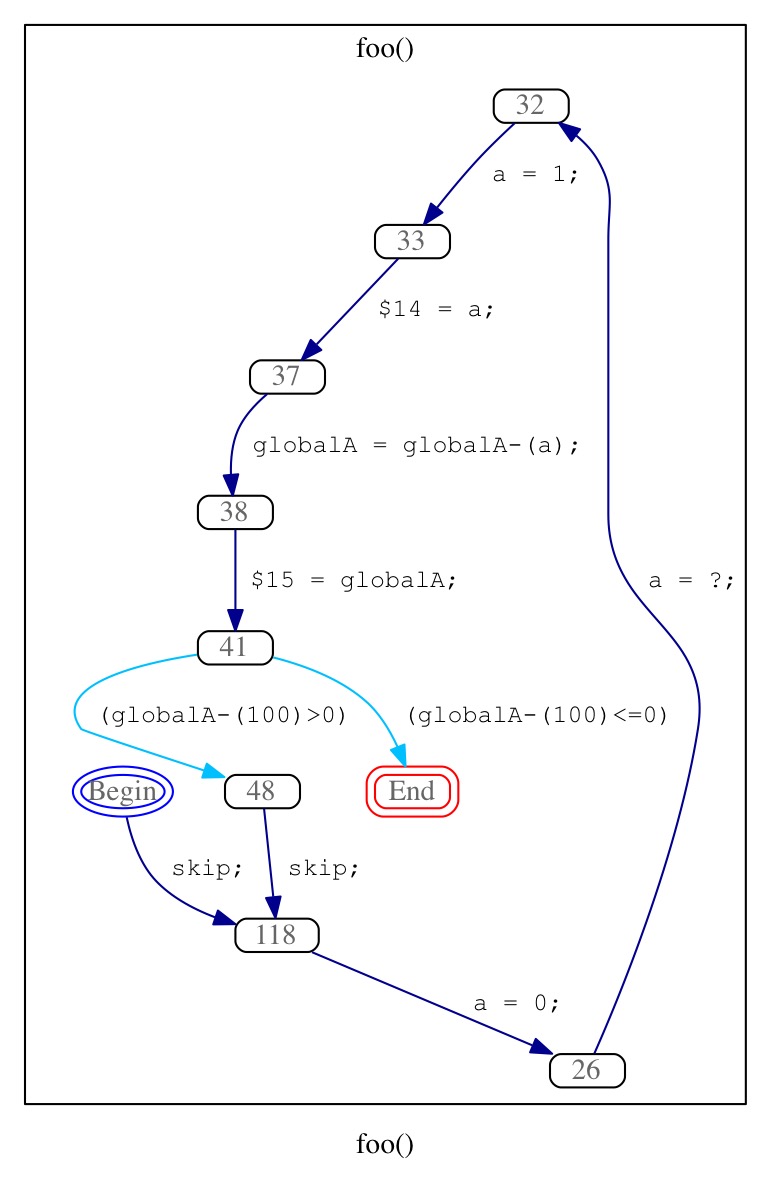 foo()
32
a = 1;
33
$14 = a;
37
globalA = globalA-(a);
38
$15 = globalA;
a = ?;
41
(globalA-(100)>0)
(globalA-(100)<=0)
Begin
48
End
skip;
skip;
118
a = 0;
26
foo()